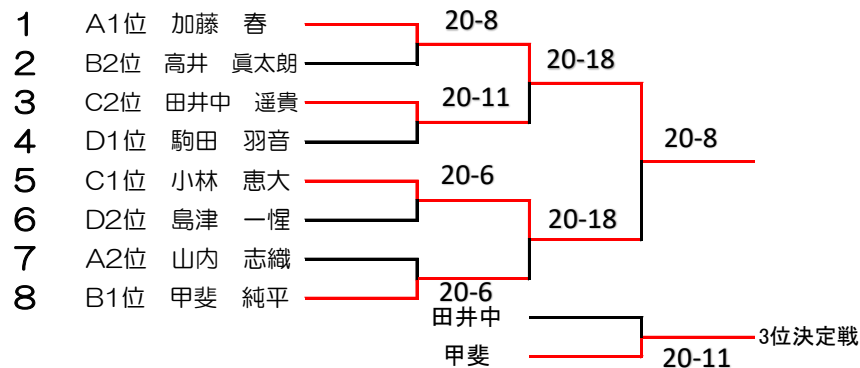 1 A1位 加藤 春
20-8
2 B2位 高井 眞太朗
20-18
3 C2位 田井中 遥貴
20-11
4 D1位 駒田 羽音
20-8
5 C1位 小林 恵大
20-6
6 D2位 島津 一惺
20-18
7 A2位 山内 志織
8 B1位 甲斐 純平
20-6
田井中
3位決定戦
甲斐
20-11